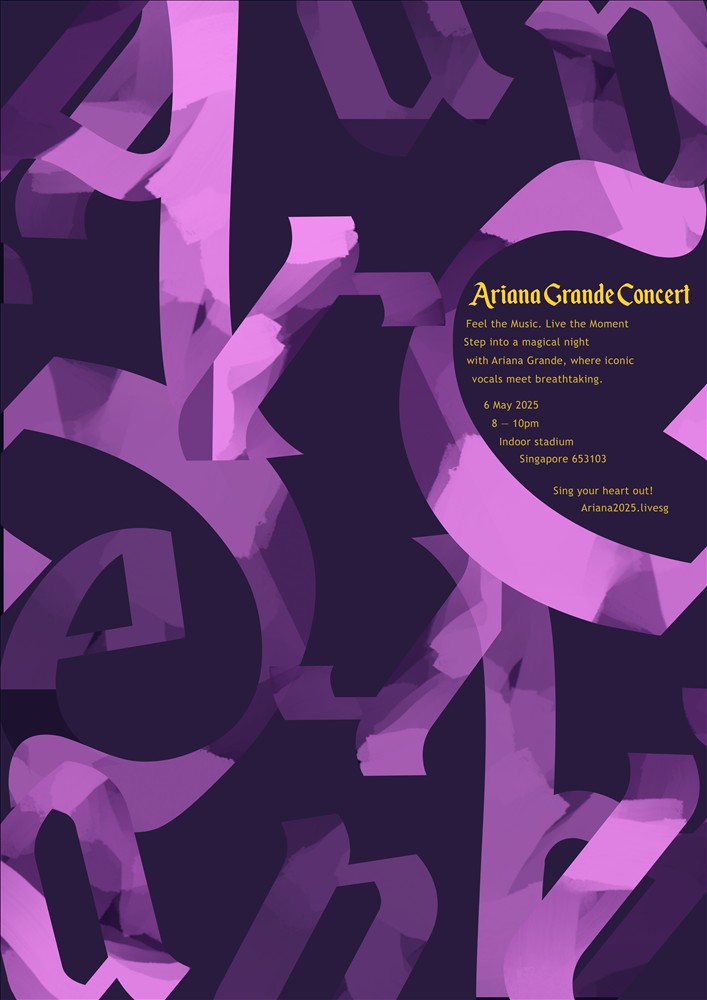 Ariana Grande Concert
Feel the Music. Live the Moment
Step into a magical night
with Ariana Grande, where iconic
vocals meet breathtaking.
6 May 2025
8 – 10pm
Indoor stadium
Singapore 653103
Sing your heart out!
Ariana2025.livesg